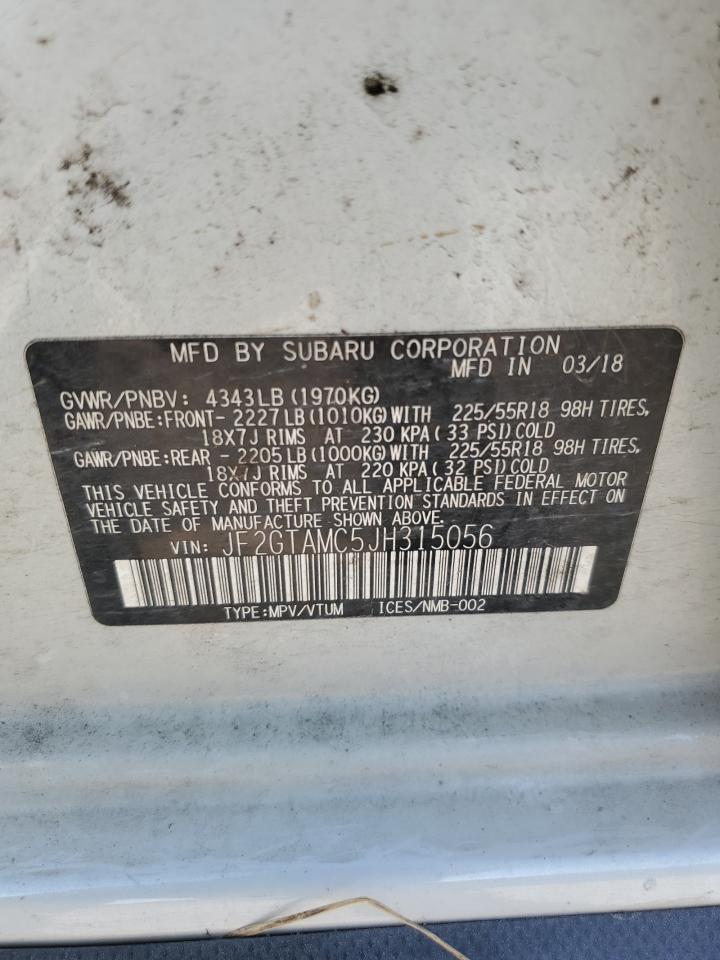 MFD BY SUBARU CORPORATION
MFD IN 03/18
GVWR/PNBV: 4343LB(1970KG)
GAWR/PNBE:FRONT-2227LB(1010KG)WITH 225/55R18 98H TIRES,
18X7J RIMS AT 230 KPA(33 PSI)COLD
GAWR/PNBE:REAR -2205LB(1000KG)WITH 225/55R18 98H TIRES,
18X7J RIMS AT 220 KPA(32 PSI)COLD
THIS VEHICLE CONFORMS TO ALL APPLICABLE FEDERAL MOTOR
VEHICLE SAFETY AND THEFT PREVENTION STANDARDS IN EFFECT ON
THE DATE OF MANUFACTURE SHOWN ABOVE.
VIN: JF2GTAMC5JH315056
TYPE:MPV/VTUM ICES/NMB-002